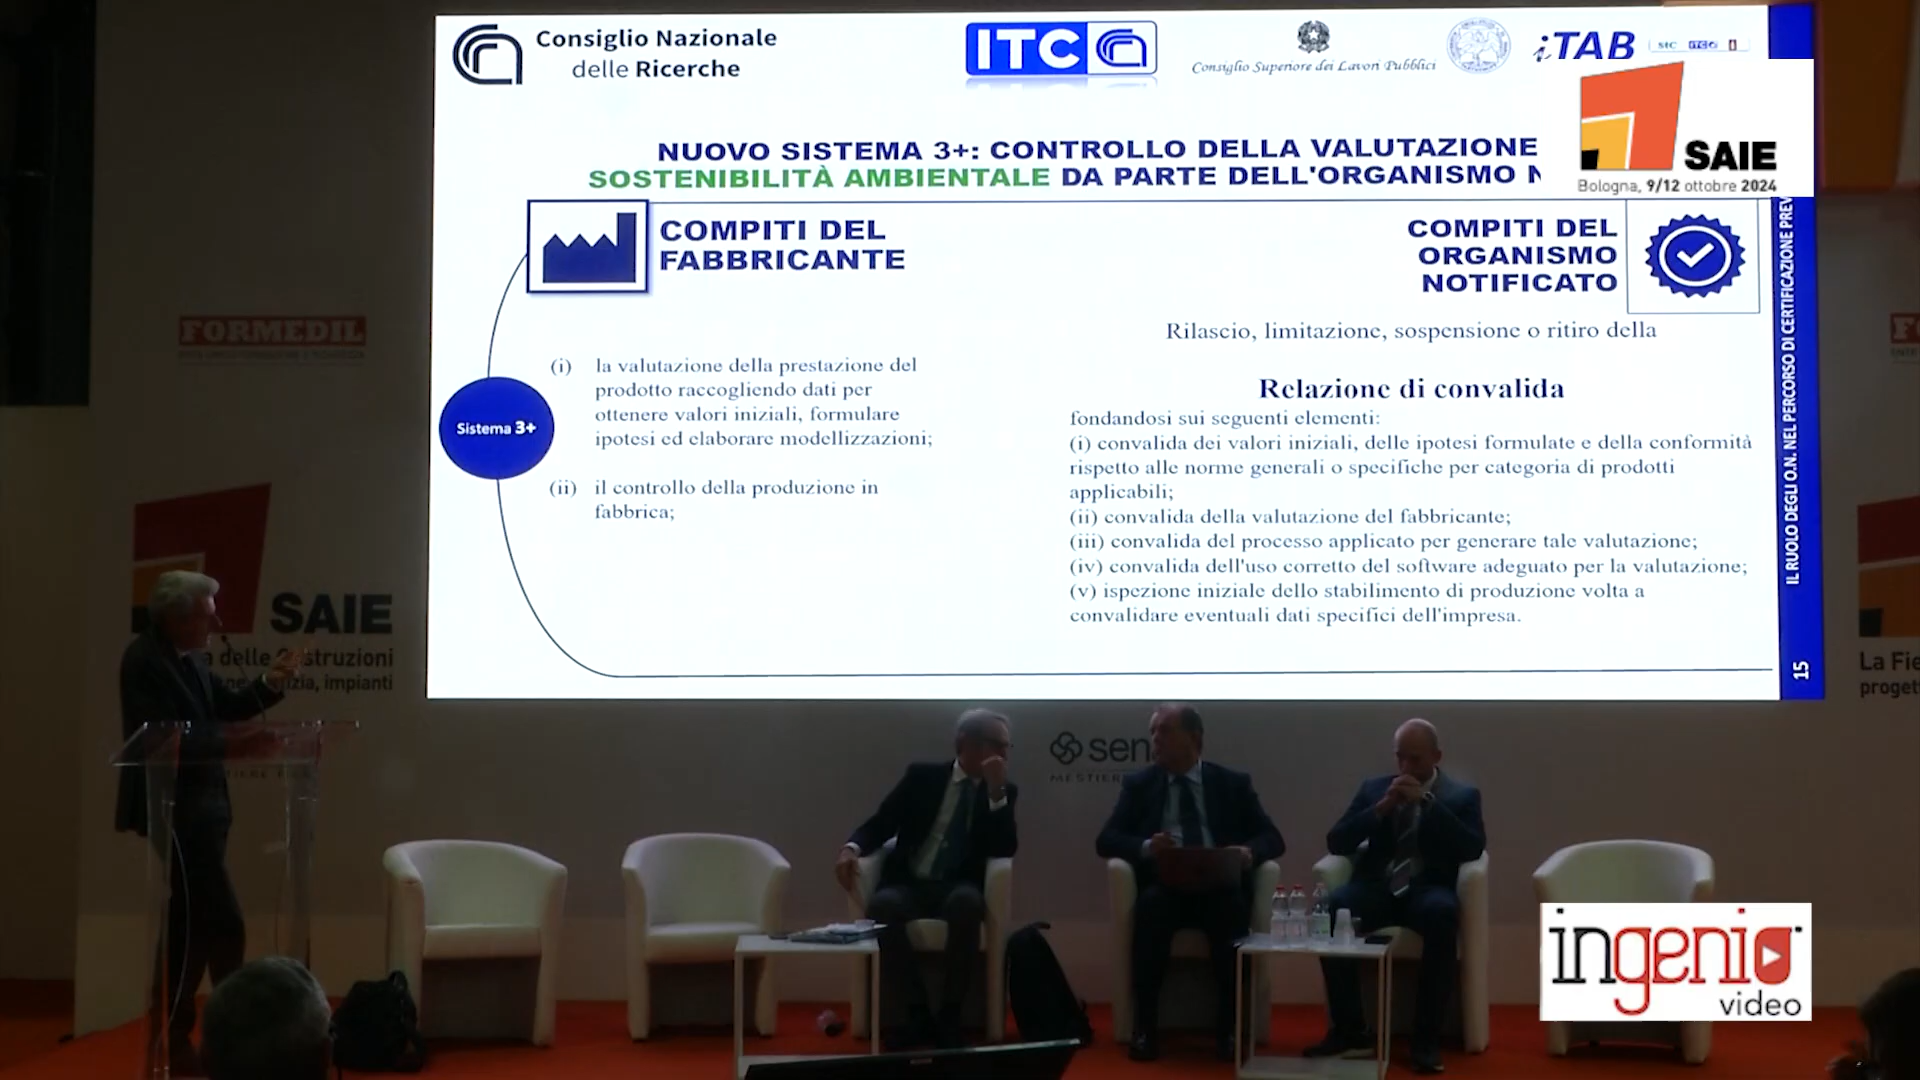 Consiglio Nazionale
delle Ricerche
ITC
Consiglio Superiore dei Lavori Pubblici
iTAB
SAIE
Bologna, 9/12 ottobre 2024
NUOVO SISTEMA 3+: CONTROLLO DELLA VALUTAZIONE
SOSTENIBILITÀ AMBIENTALE DA PARTE DELL'ORGANISMO
COMPITI DEL
FABBRICANTE
Sistema 3+
(i) la valutazione della prestazione del
prodotto raccogliendo dati per
ottenere valori iniziali, formulare
ipotesi ed elaborare modellizzazioni;
(ii) il controllo della produzione in
fabbrica;
COMPITI DEL
ORGANISMO
NOTIFICATO
Rilascio, limitazione, sospensione o ritiro della
Relazione di convalida
fondandosi sui seguenti elementi:
(i) convalida dei valori iniziali, delle ipotesi formulate e della conformità
rispetto alle norme generali o specifiche per categoria di prodotti
applicabili;
(ii) convalida della valutazione del fabbricante;
(iii) convalida del processo applicato per generare tale valutazione;
(iv) convalida dell'uso corretto del software adeguato per la valutazione;
(v) ispezione iniziale dello stabilimento di produzione volta a
convalidare eventuali dati specifici dell'impresa.
IL RUOLO DEGLI O.N. NEL PERCORSO DI CERTIFICAZIONE PREV
15
FORMEDIL
SAIE
delle
struzioni
impianti
La Fie
proget
sen
MESTIER
ingenio
video